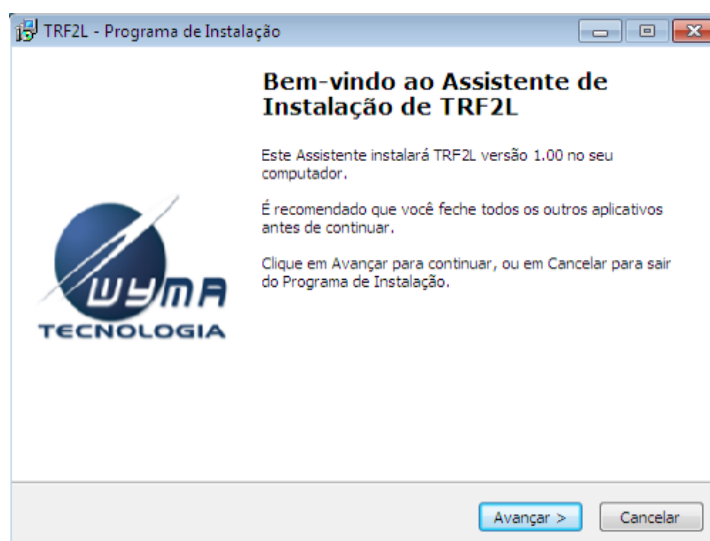 TRF2L - Programa de Instalação
Bem-vindo ao Assistente de
Instalação de TRF2L
Este Assistente instalará TRF2L versão 1.00 no seu
computador.
É recomendado que você feche todos os outros aplicativos
antes de continuar.
Clique em Avançar para continuar, ou em Cancelar para sair
do Programa de Instalação.
WYMA
TECNOLOGIA
Avançar >
Cancelar